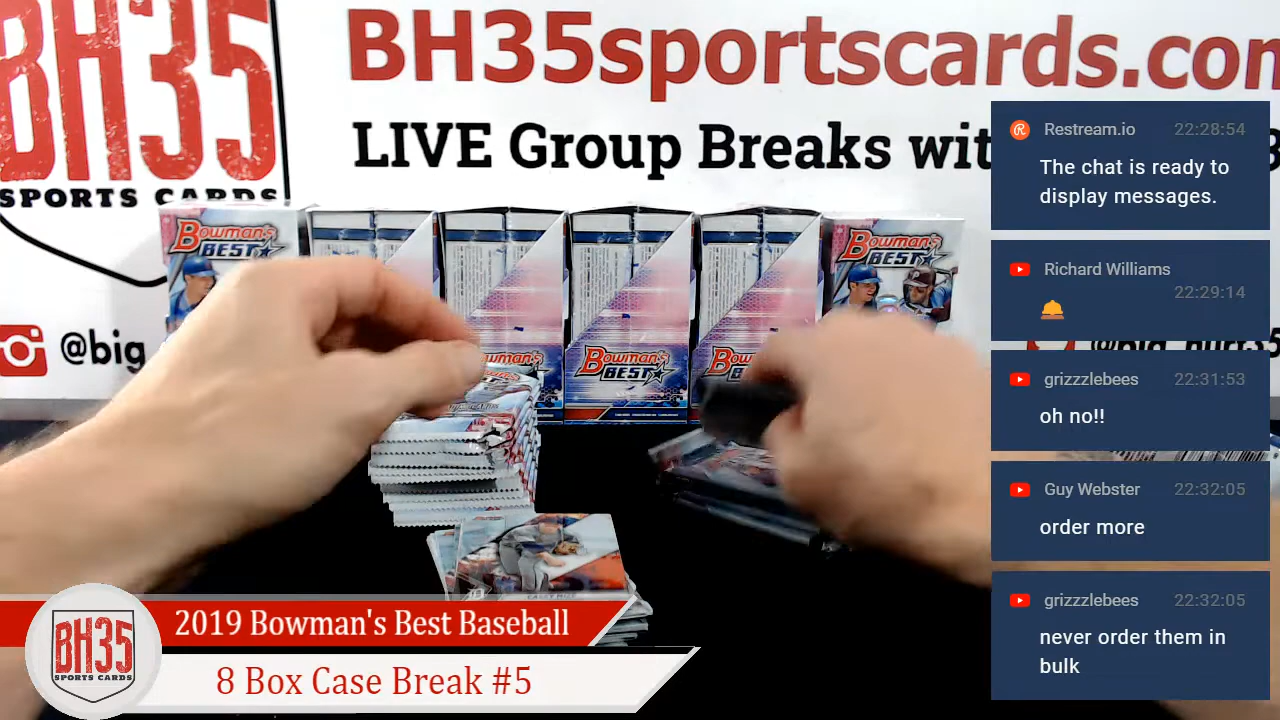 BH35
SPORTS CARDS
BH35sportscards.com
LIVE Group Breaks wit
@big
BOWMAN'S
BEST
BOWMAN'S
BEST
BOWMAN'S
BEST
Restream.io 22:28:54
The chat is ready to
display messages.
Richard Williams
22:29:14
grizzzlebees 22:31:53
oh no!!
Guy Webster 22:32:05
order more
grizzzlebees 22:32:05
never order them in
bulk
CASEY MIZE
BH35
SPORTS CARDS
2019 Bowman's Best Baseball
8 Box Case Break #5